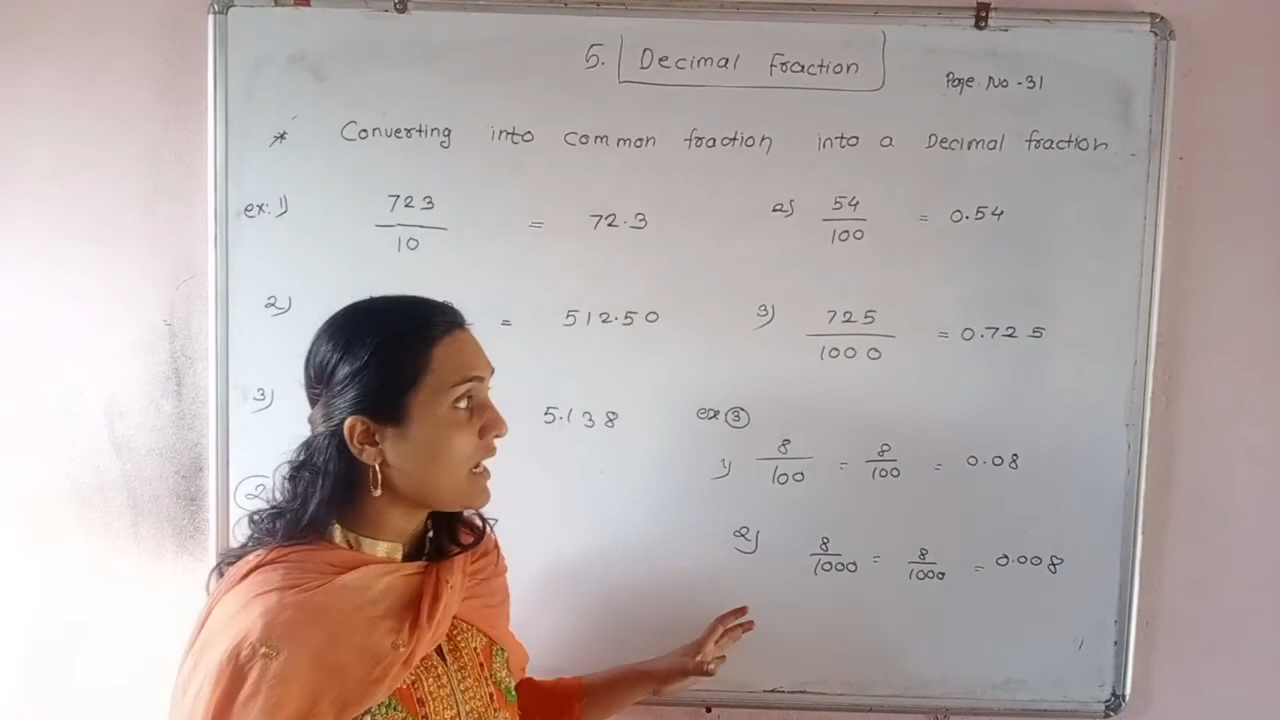 5. Decimal fraction
Page. No -31
* Converting into common fraction into a Decimal fraction.
ex: 1) 723/10 = 72.3
2) = 512.50
3) 5.138
2
2) 54/100 = 0.54
3) 725/1000 = 0.725
ex ③
1) 8/100 = 8/100 = 0.08
2) 8/1000 = 8/1000 = 0.008